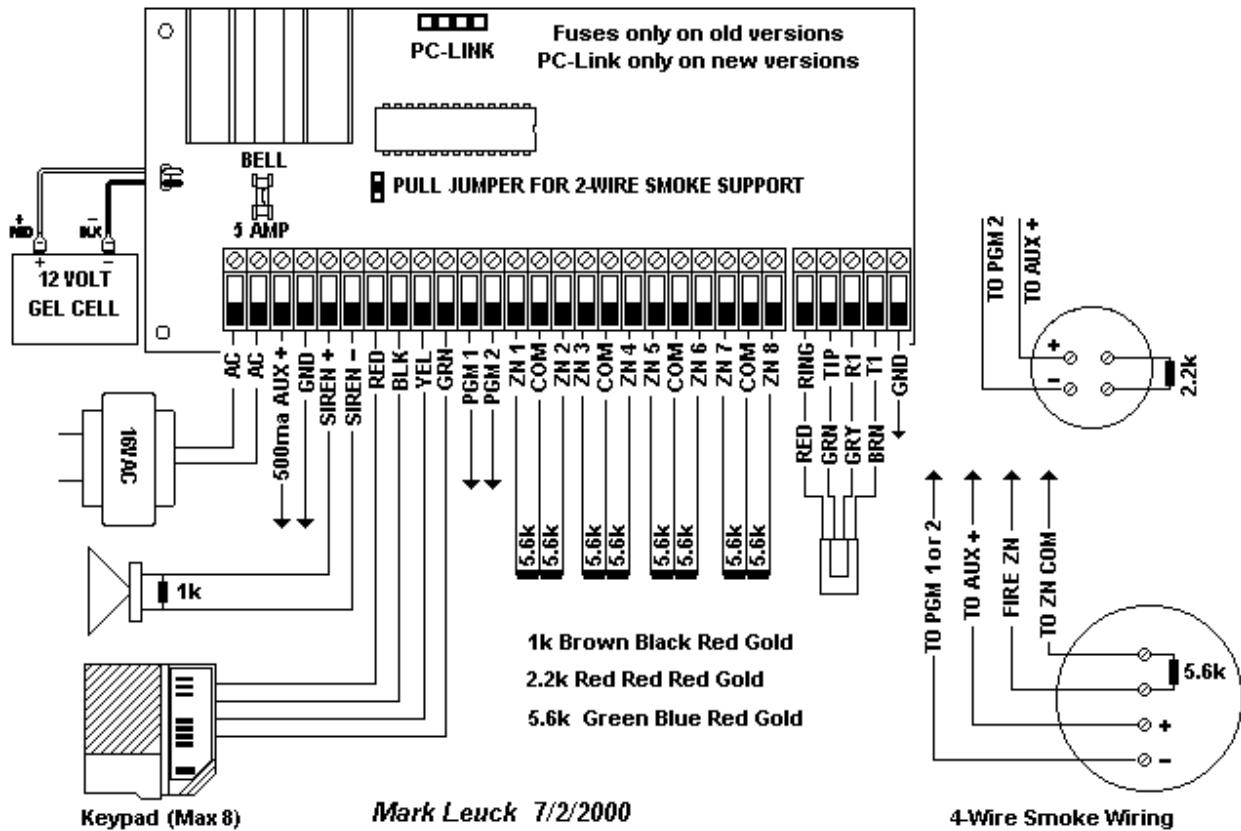 PC-LINK
Fuses only on old versions
PC-Link only on new versions
BELL
5 AMP
PULL JUMPER FOR 2-WIRE SMOKE SUPPORT
+
RED
–
BLK
+
–
12 VOLT
GEL CELL
AC
AC
500ma AUX +
GND
SIREN +
SIREN –
RED
BLK
YEL
GRN
PGM 1
PGM 2
ZN 1
COM
ZN 2
ZN 3
COM
ZN 4
ZN 5
COM
ZN 6
ZN 7
COM
ZN 8
RING
TIP
R1
T1
GND
RED
GRN
GRY
BRN
16VAC
1k
5.6k
5.6k
5.6k
5.6k
5.6k
5.6k
5.6k
5.6k
TO PGM 2
TO AUX +
+
–
2.2k
TO PGM 1 or 2
TO AUX +
FIRE ZN
TO ZN COM
5.6k
+
–
1k Brown Black Red Gold
2.2k Red Red Red Gold
5.6k Green Blue Red Gold
Keypad (Max 8)
Mark Leuck 7/2/2000
4-Wire Smoke Wiring